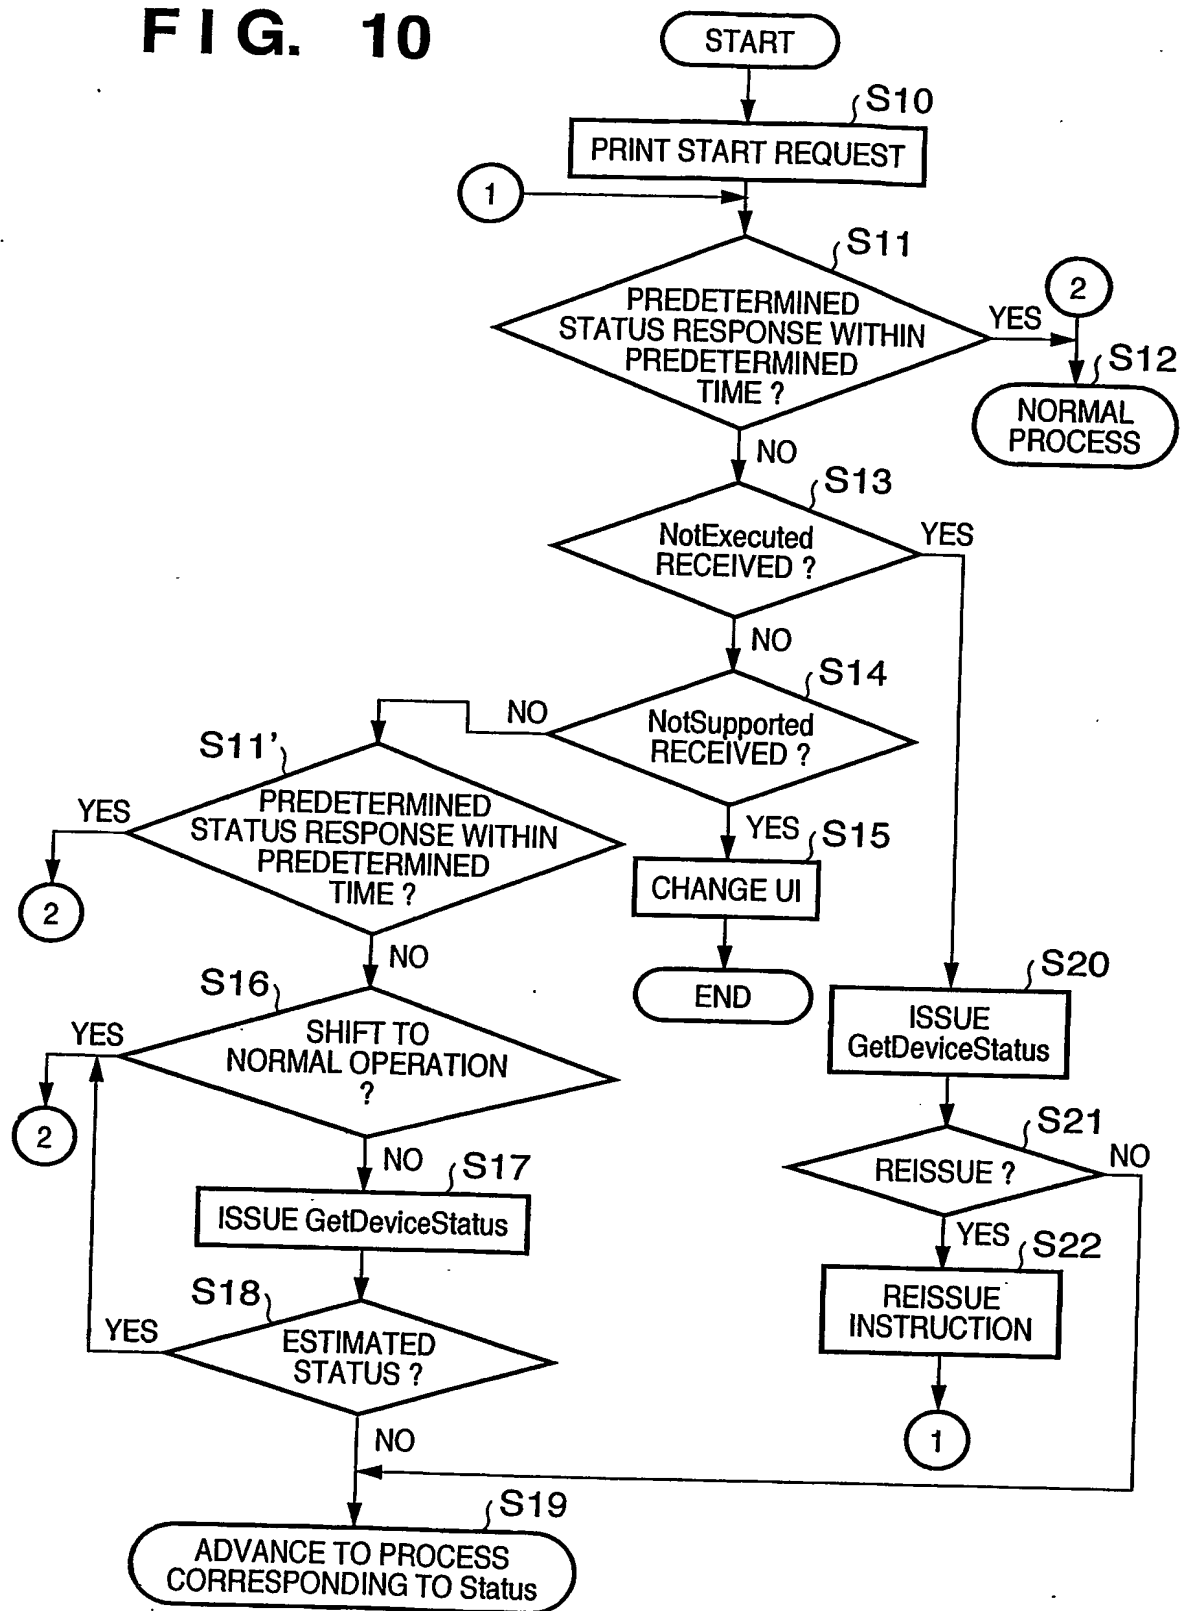 FIG. 10
START
S10
PRINT START REQUEST
1
S11
PREDETERMINED
STATUS RESPONSE WITHIN
PREDETERMINED
TIME ?
YES
2
S12
NORMAL
PROCESS
NO
S13
NotExecuted
RECEIVED ?
YES
NO
S14
NotSupported
RECEIVED ?
NO
S11'
PREDETERMINED
STATUS RESPONSE WITHIN
PREDETERMINED
TIME ?
YES
2
YES
S15
CHANGE UI
END
NO
S16
SHIFT TO
NORMAL OPERATION
?
YES
2
S20
ISSUE
GetDeviceStatus
S21
REISSUE ?
NO
NO
S17
ISSUE GetDeviceStatus
YES
S22
REISSUE
INSTRUCTION
1
S18
ESTIMATED
STATUS ?
YES
NO
S19
ADVANCE TO PROCESS
CORRESPONDING TO Status